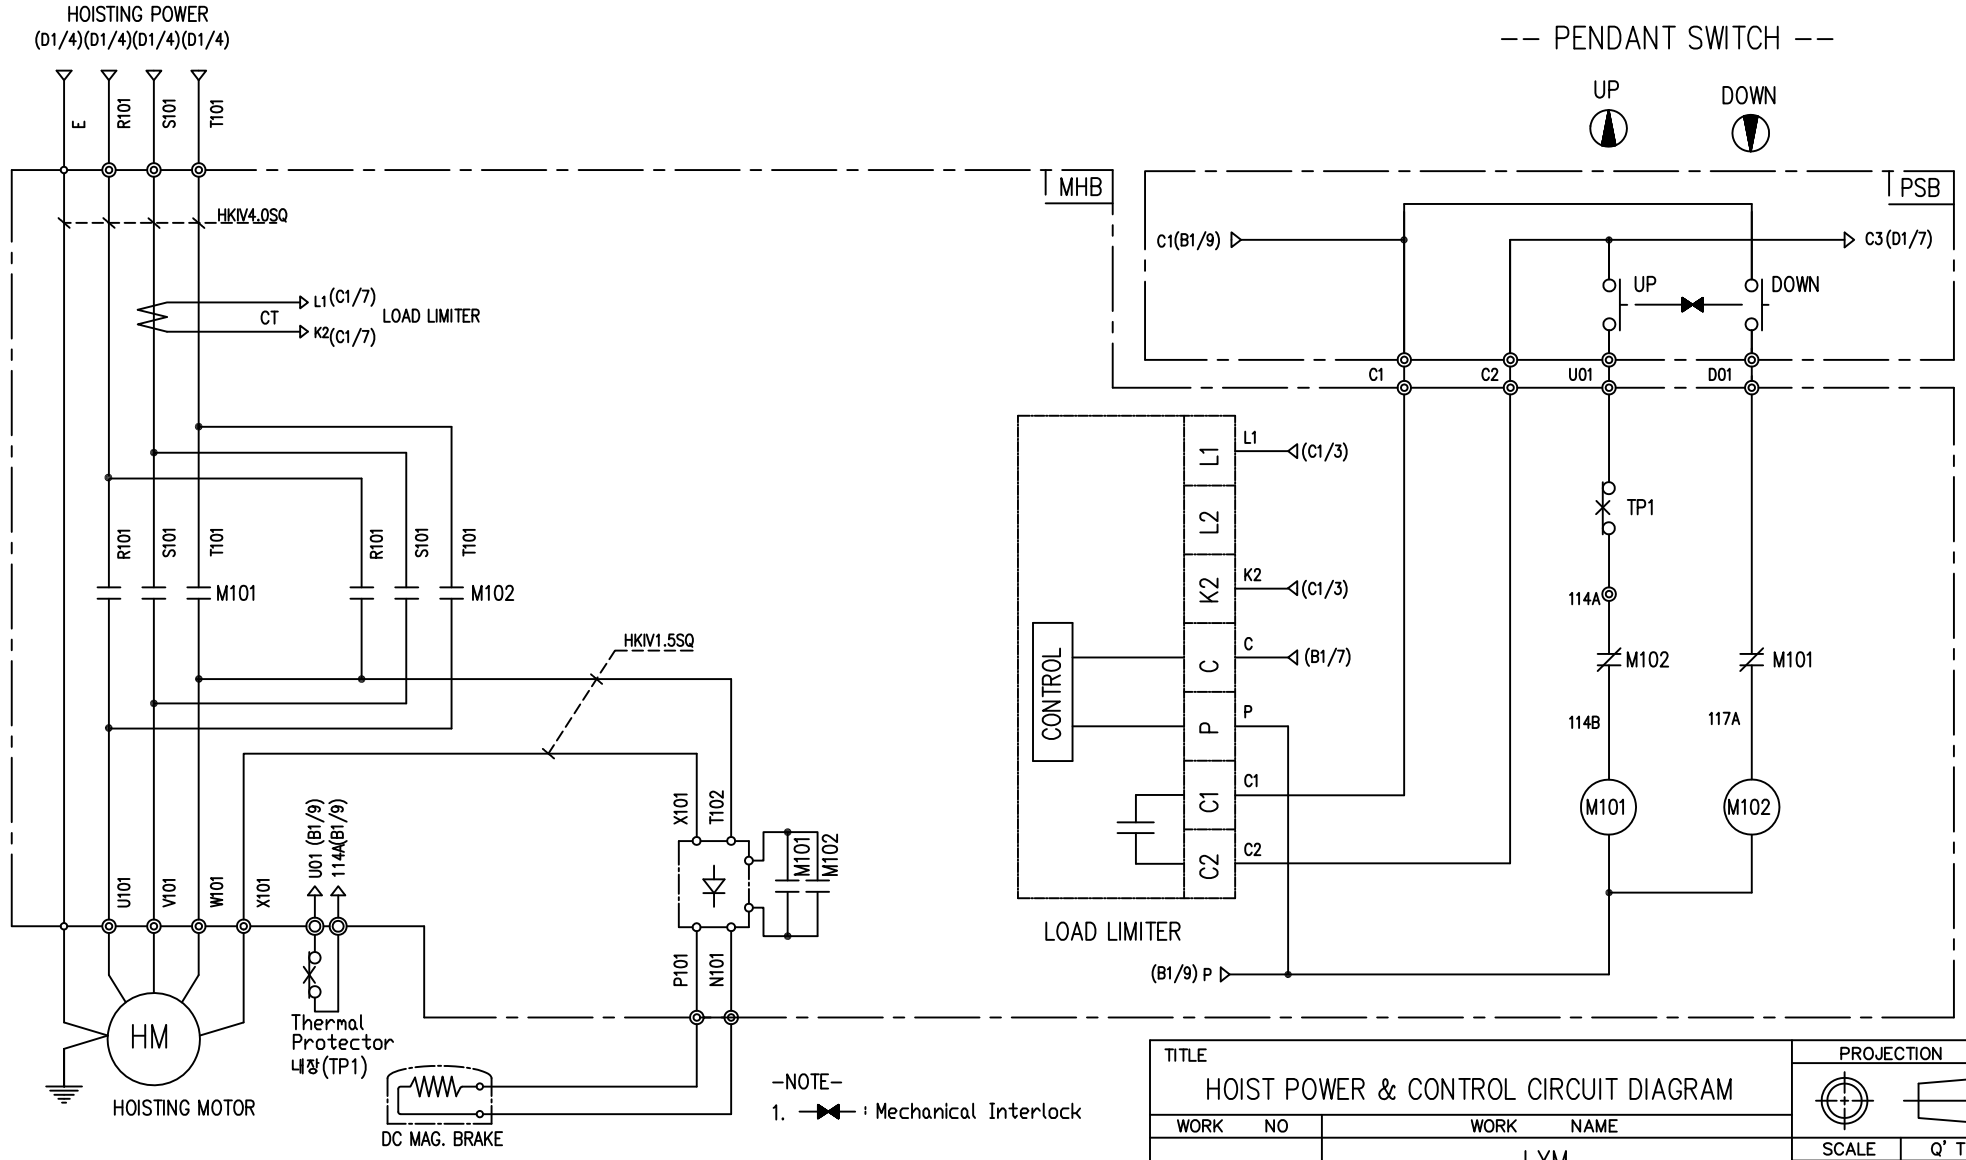 HOISTING POWER
(D1/4)(D1/4)(D1/4)(D1/4)
E
R101
S101
T101
HKIV4.0SQ
L1(C1/7)
CT
LOAD LIMITER
K2(C1/7)
MHB
-- PENDANT SWITCH --
UP
DOWN
PSB
C1(B1/9)
C3(D1/7)
UP
DOWN
C1
C2
U01
D01
R101
S101
T101
M101
R101
S101
T101
M102
HKIV1.5SQ
L1
L1
(C1/3)
L2
K2
K2
(C1/3)
C
C
(B1/7)
P
P
C1
C1
C2
C2
CONTROL
LOAD LIMITER
(B1/9) P
TP1
114A
M102
M101
114B
117A
M101
M102
X101
T102
M101
M102
U101
V101
W101
X101
U01 (B1/9)
114A(B1/9)
P101
N101
HM
HOISTING MOTOR
Thermal
Protector
내장(TP1)
DC MAG. BRAKE
-NOTE-
1. : Mechanical Interlock
TITLE
HOIST POWER & CONTROL CIRCUIT DIAGRAM
PROJECTION
WORK NO
WORK NAME
SCALE
Q' T